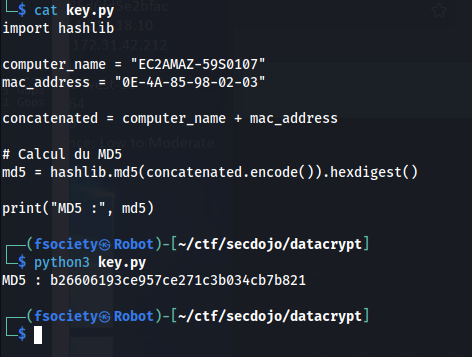 $ cat key.py
import hashlib
computer_name = "EC2AMAZ-59S0107"
mac_address = "0E-4A-85-98-02-03"
concatenated = computer_name + mac_address
# Calcul du MD5
md5 = hashlib.md5(concatenated.encode()).hexdigest()
print("MD5 :", md5)
(fsociety㉿Robot)-[~/ctf/secdojo/datacrypt]
$ python3 key.py
MD5 : b26606193ce957ce271c3b034cb7b821
(fsociety㉿Robot)-[~/ctf/secdojo/datacrypt]
$